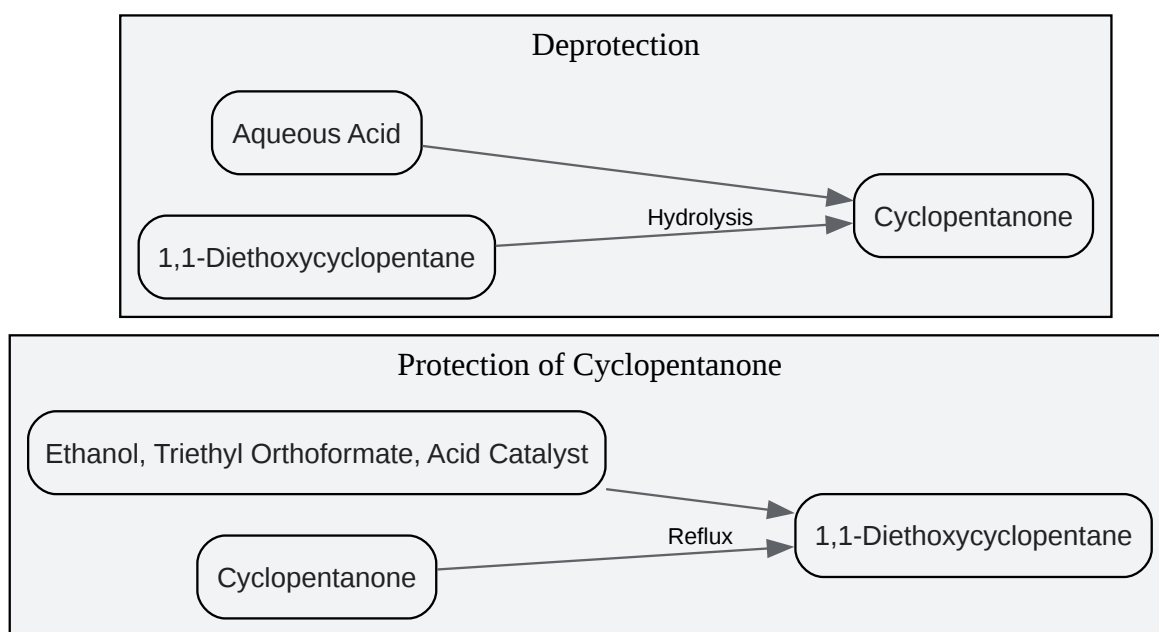 Deprotection
Aqueous Acid
Cyclopentanone
Hydrolysis
1,1-Diethoxycyclopentane
Protection of Cyclopentanone
Ethanol, Triethyl Orthoformate, Acid Catalyst
1,1-Diethoxycyclopentane
Reflux
Cyclopentanone